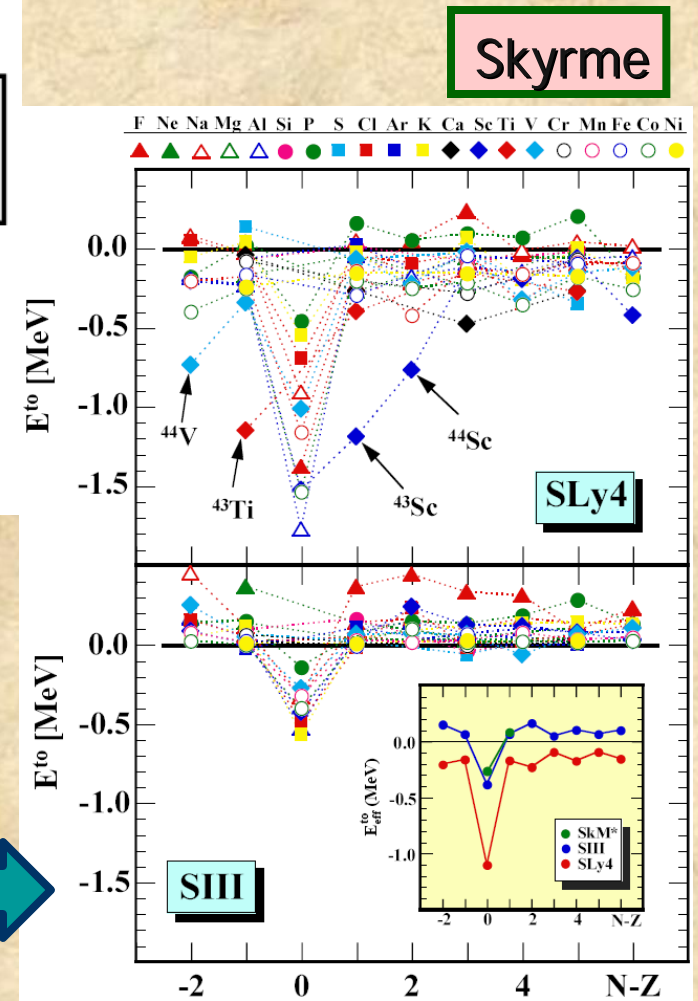 Skyrme
F Ne Na Mg Al Si P S Cl Ar K Ca Sc Ti V Cr Mn Fe Co Ni
0.0
-0.5
-1.0
-1.5
E^to [MeV]
44V
43Ti
43Sc
44Sc
SLy4
0.0
-0.5
-1.0
-1.5
E^to [MeV]
SIII
0.0
-0.5
-1.0
E^to_eff (MeV)
SkM*
SIII
SLy4
-2 0 2 4 N-Z
-2 0 2 4 N-Z